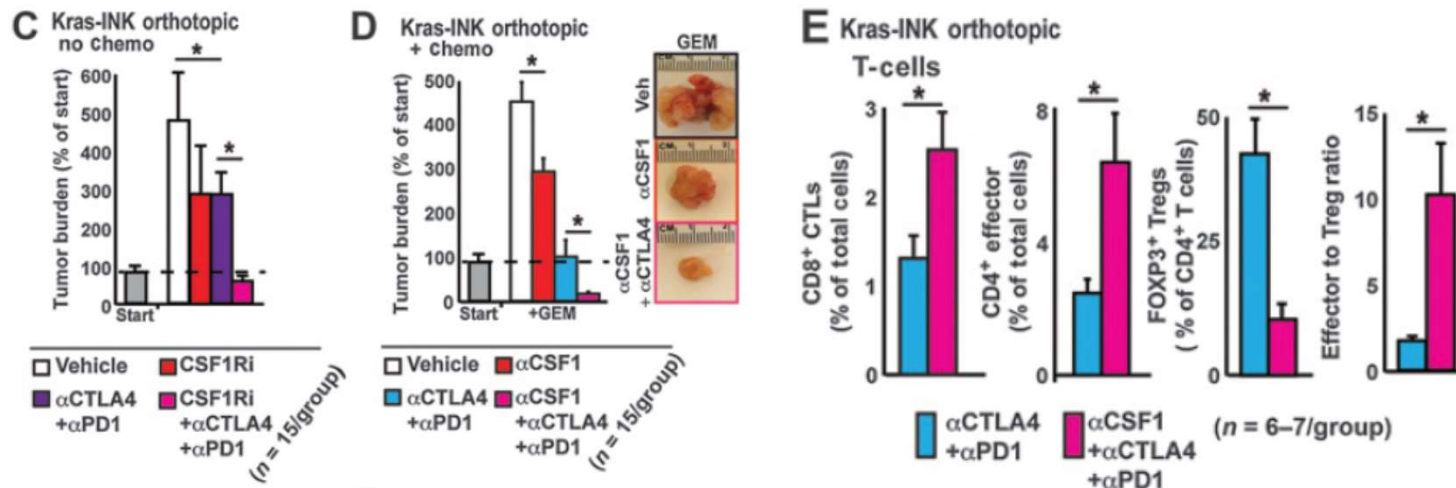 C Kras-INK orthotopic
no chemo
Tumor burden (% of start)
600
500
400
300
200
100
0
*
*
Start
Vehicle
CSF1Ri
αCTLA4
+αPD1
CSF1Ri
+αCTLA4
+αPD1
(n = 15/group)
D Kras-INK orthotopic
+ chemo
Tumor burden (% of start)
500
400
300
200
100
0
*
*
Start
+GEM
GEM
Veh
αCSF1
αCSF1
+ αCTLA4
CM
CM
CM
Vehicle
αCSF1
αCTLA4
+αPD1
αCSF1
+αCTLA4
+αPD1
(n = 15/group)
E Kras-INK orthotopic
T-cells
CD8⁺ CTLs
(% of total cells)
3
2
1
0
*
CD4⁺ effector
(% of total cells)
8
4
0
*
FOXP3⁺ Tregs
( % of CD4⁺ T cells)
50
25
0
*
Effector to Treg ratio
15
10
5
0
*
αCTLA4
+αPD1
αCSF1
+αCTLA4
+αPD1
(n = 6–7/group)